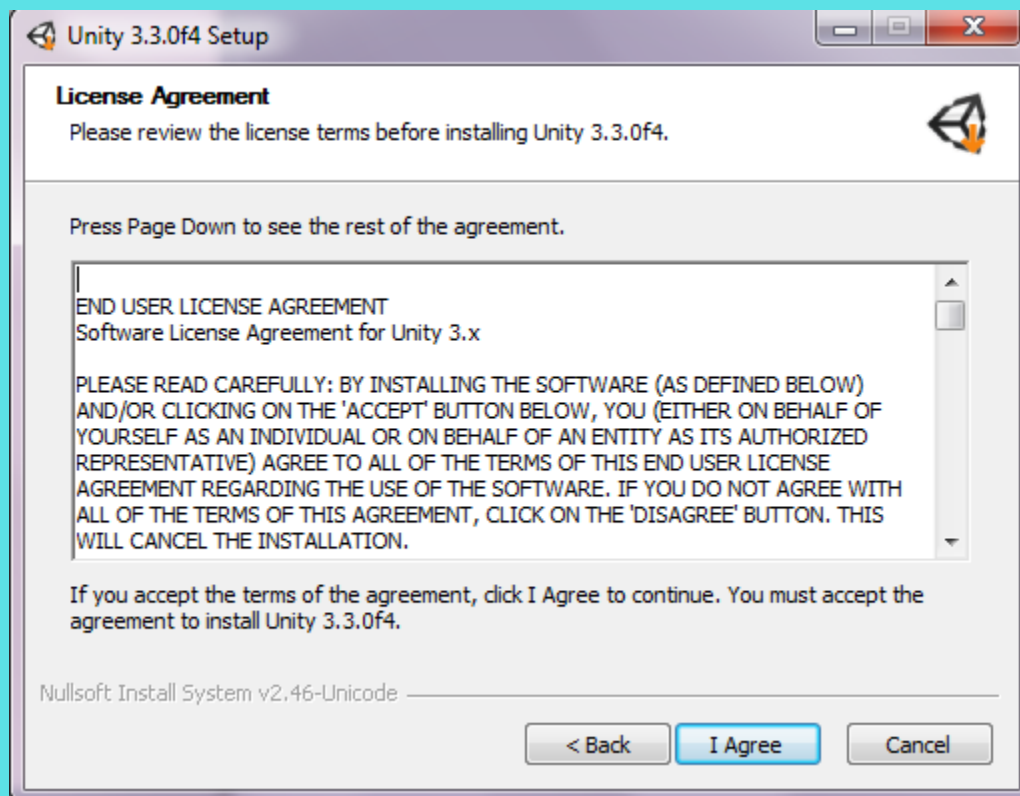 Unity 3.3.0f4 Setup
License Agreement
Please review the license terms before installing Unity 3.3.0f4.
Press Page Down to see the rest of the agreement.
END USER LICENSE AGREEMENT
Software License Agreement for Unity 3.x
PLEASE READ CAREFULLY: BY INSTALLING THE SOFTWARE (AS DEFINED BELOW)
AND/OR CLICKING ON THE 'ACCEPT' BUTTON BELOW, YOU (EITHER ON BEHALF OF
YOURSELF AS AN INDIVIDUAL OR ON BEHALF OF AN ENTITY AS ITS AUTHORIZED
REPRESENTATIVE) AGREE TO ALL OF THE TERMS OF THIS END USER LICENSE
AGREEMENT REGARDING THE USE OF THE SOFTWARE. IF YOU DO NOT AGREE WITH
ALL OF THE TERMS OF THIS AGREEMENT, CLICK ON THE 'DISAGREE' BUTTON. THIS
WILL CANCEL THE INSTALLATION.
If you accept the terms of the agreement, click I Agree to continue. You must accept the
agreement to install Unity 3.3.0f4.
Nullsoft Install System v2.46-Unicode
< Back
I Agree
Cancel